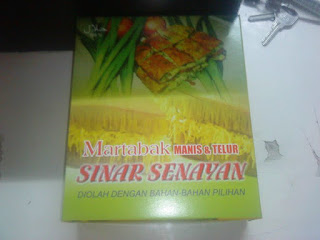 Martabak MANIS & TELUR
SINAR SENAYAN
DIOLAH DENGAN BAHAN-BAHAN PILIHAN